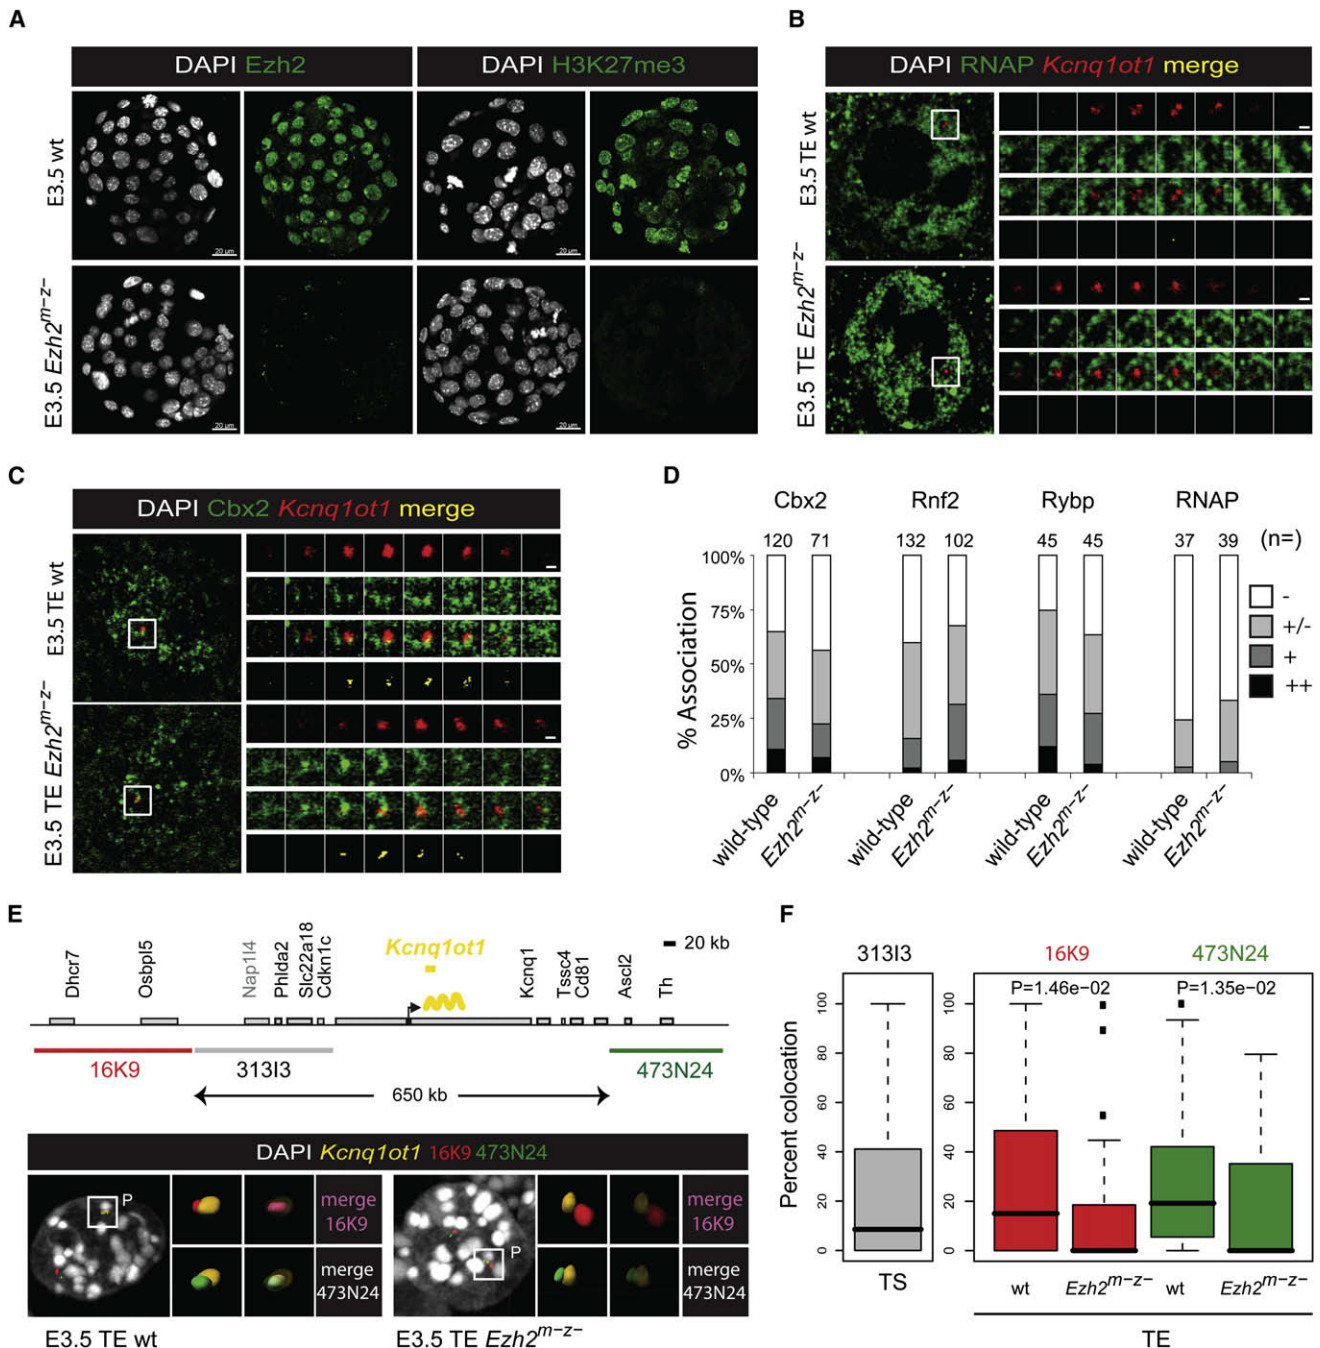 A
DAPI Ezh2
H3K27me3
DAPI H3K27me3
E3.5 wt
20 µm
20 µm
E3.5 Ezh2m−z−
20 µm
20 µm
B
DAPI RNAP Kcnq1ot1 merge
E3.5 TE wt
E3.5 TE Ezh2m−z−
C
DAPI Cbx2 Kcnq1ot1 merge
E3.5 TE wt
E3.5 TE Ezh2m−z−
D
Cbx2 Rnf2 Rybp RNAP
120 71 132 102 45 45 37 39 (n=)
% Association
100%
75%
50%
25%
0%
-
+/-
+
++
wild-type Ezh2m−z− wild-type Ezh2m−z− wild-type Ezh2m−z− wild-type Ezh2m−z−
E
Dhcr7 Osbpl5 Nap1l4 Phlda2 Slc22a18 Cdkn1c Kcnq1ot1 Kcnq1 Tssc4 Cd81 Ascl2 Th
20 kb
16K9 313I3 473N24
650 kb
DAPI Kcnq1ot1 16K9 473N24
P
merge 16K9
merge 473N24
P
merge 16K9
merge 473N24
E3.5 TE wt
E3.5 TE Ezh2m−z−
F
313I3 16K9 473N24
P=1.46e−02 P=1.35e−02
Percent colocation
100
80
60
40
20
0
100
80
60
40
20
0
TS
wt Ezh2m−z− wt Ezh2m−z−
TE